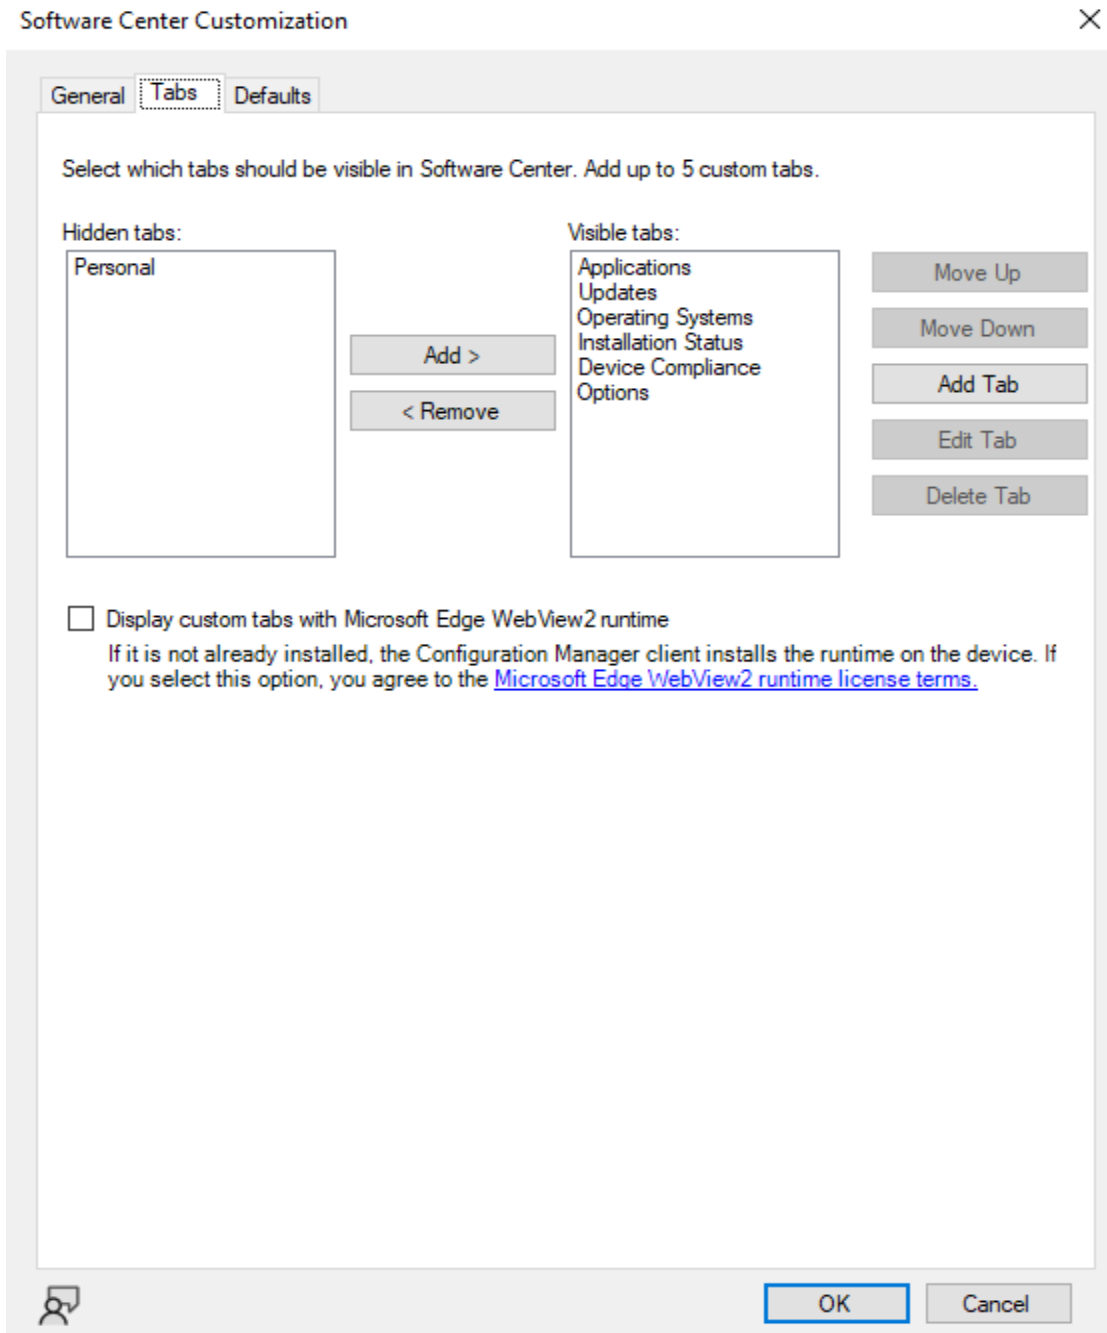 Software Center Customization
General Tabs Defaults
Select which tabs should be visible in Software Center. Add up to 5 custom tabs.
Hidden tabs:
Personal
Add >
< Remove
Visible tabs:
Applications
Updates
Operating Systems
Installation Status
Device Compliance
Options
Move Up
Move Down
Add Tab
Edit Tab
Delete Tab
Display custom tabs with Microsoft Edge WebView2 runtime
If it is not already installed, the Configuration Manager client installs the runtime on the device. If
you select this option, you agree to the Microsoft Edge WebView2 runtime license terms.
OK Cancel